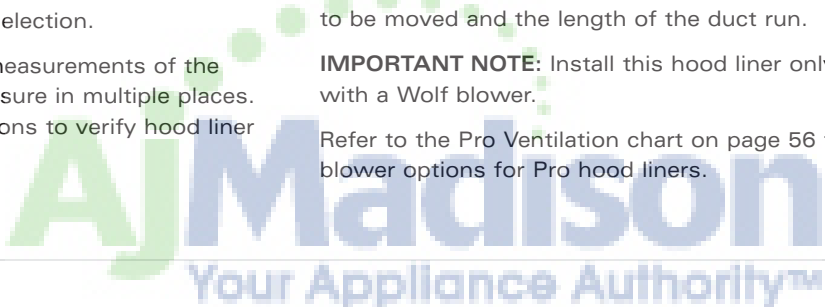 election.
easurements of the
sure in multiple places.
ons to verify hood liner
to be moved and the length of the duct run.
IMPORTANT NOTE: Install this hood liner only
with a Wolf blower.
Refer to the Pro Ventilation chart on page 56
blower options for Pro hood liners.
AjMadison
Your Appliance Authority™